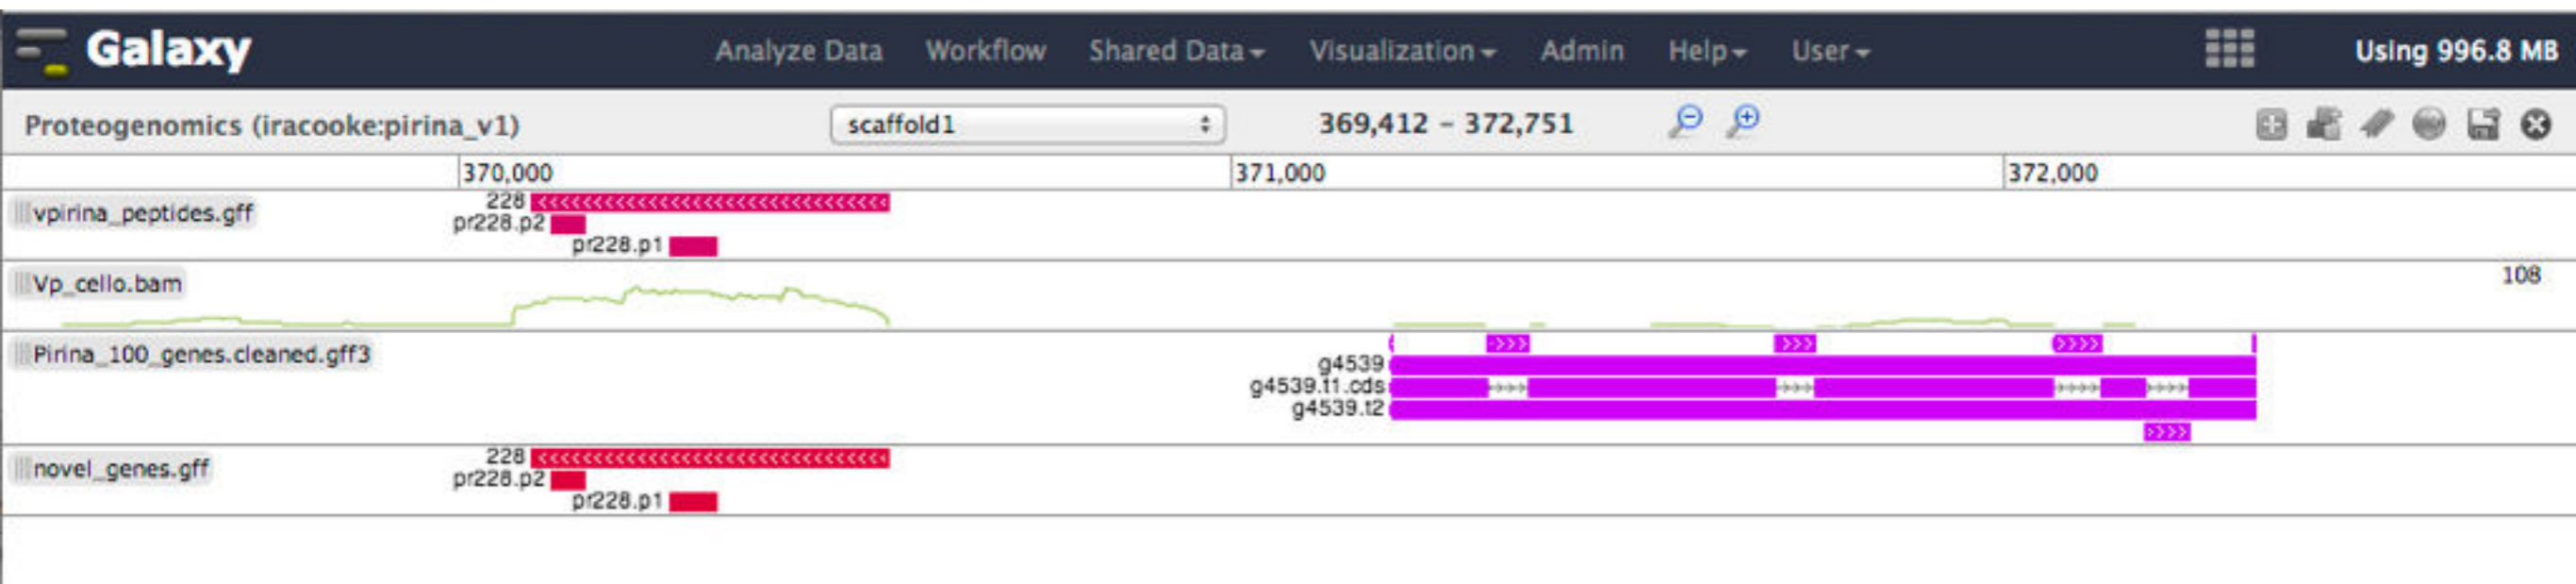 Galaxy Analyze Data Workflow Shared Data Visualization Admin Help User Using 996.8 MB
Proteogenomics (iracooke:pirina_v1) scaffold1 369,412 - 372,751
370,000 371,000 372,000
vpirina_peptides.gff 228
pr228.p2
pr228.p1
Vp_cello.bam 108
Pirina_100_genes.cleaned.gff3
g4539
g4539.t1.cds
g4539.t2
novel_genes.gff 228
pr228.p2
pr228.p1